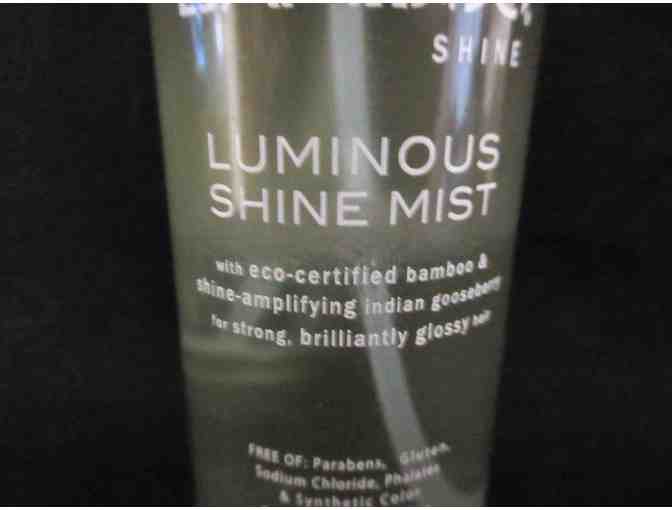 SHINE
LUMINOUS
SHINE MIST
with eco-certified bamboo &
shine-amplifying indian gooseberry
for strong, brilliantly glossy hair
FREE OF: Parabens, Gluten,
Sodium Chloride, Phalates
& Synthetic Color